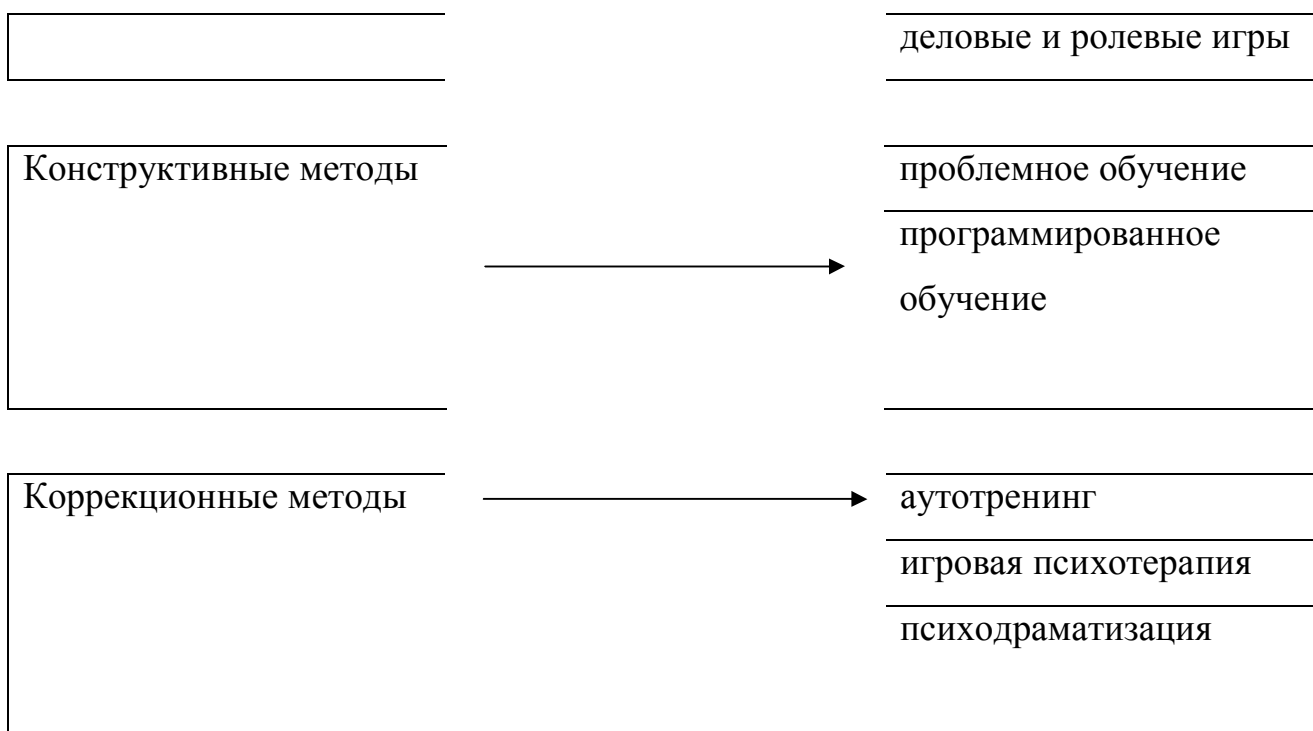 деловые и ролевые игры
Конструктивные методы
проблемное обучение
программированное
обучение
Коррекционные методы
аутотренинг
игровая психотерапия
психодраматизация